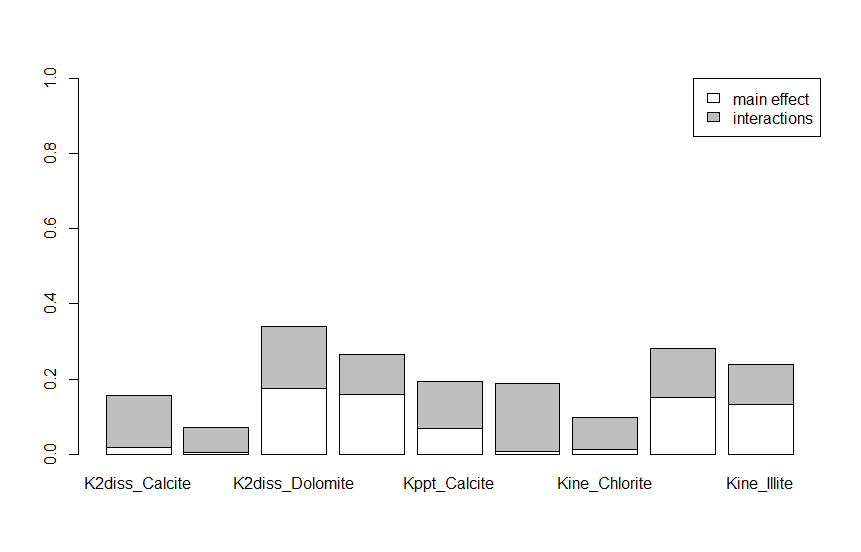 1.0
0.8
0.6
0.4
0.2
0.0
main effect
interactions
K2diss_Calcite
K2diss_Dolomite
Kppt_Calcite
Kine_Chlorite
Kine_Illite